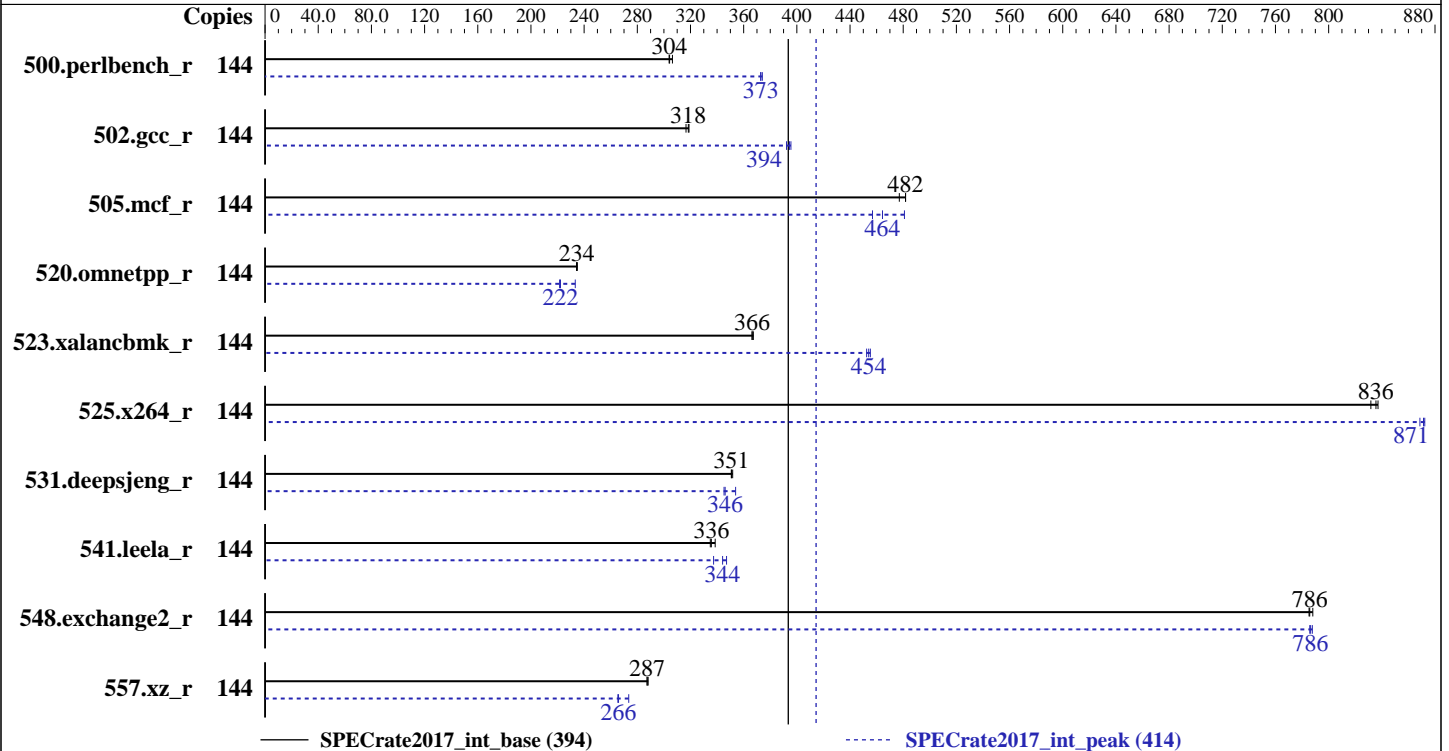 Copies 0 40.0 80.0 120 160 200 240 280 320 360 400 440 480 520 560 600 640 680 720 760 800 880
304
500.perlbench_r 144
373
318
502.gcc_r 144
394
482
505.mcf_r 144
464
234
520.omnetpp_r 144
222
366
523.xalancbmk_r 144
454
836
525.x264_r 144
871
351
531.deepsjeng_r 144
346
336
541.leela_r 144
344
786
548.exchange2_r 144
786
287
557.xz_r 144
266
SPECrate2017_int_base (394) SPECrate2017_int_peak (414)